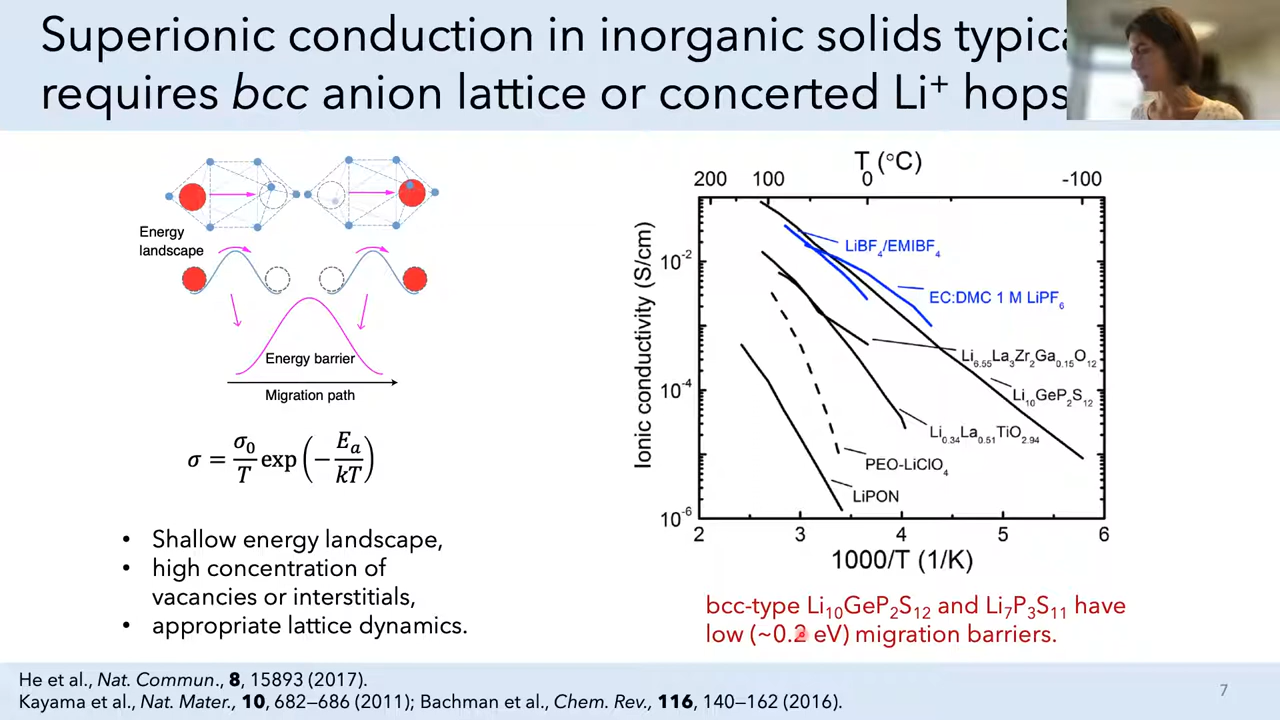 Superionic conduction in inorganic solids typica
requires bcc anion lattice or concerted Li⁺ hops
Energy
landscape
Energy barrier
Migration path
σ = σ₀/T exp(−Eₐ/kT)
• Shallow energy landscape,
• high concentration of
vacancies or interstitials,
• appropriate lattice dynamics.
T (°C)
200 100 0 -100
Ionic conductivity (S/cm)
10⁻²
10⁻⁴
10⁻⁶
LiBF₄/EMIBF₄
EC:DMC 1 M LiPF₆
Li₆.₅₅La₃Zr₂Ga₀.₁₅O₁₂
Li₁₀GeP₂S₁₂
Li₀.₃₄La₀.₅₁TiO₂.₉₄
PEO-LiClO₄
LiPON
2 3 4 5 6
1000/T (1/K)
bcc-type Li₁₀GeP₂S₁₂ and Li₇P₃S₁₁ have
low (~0.2 eV) migration barriers.
He et al., Nat. Commun., 8, 15893 (2017).
Kayama et al., Nat. Mater., 10, 682–686 (2011); Bachman et al., Chem. Rev., 116, 140–162 (2016).
7